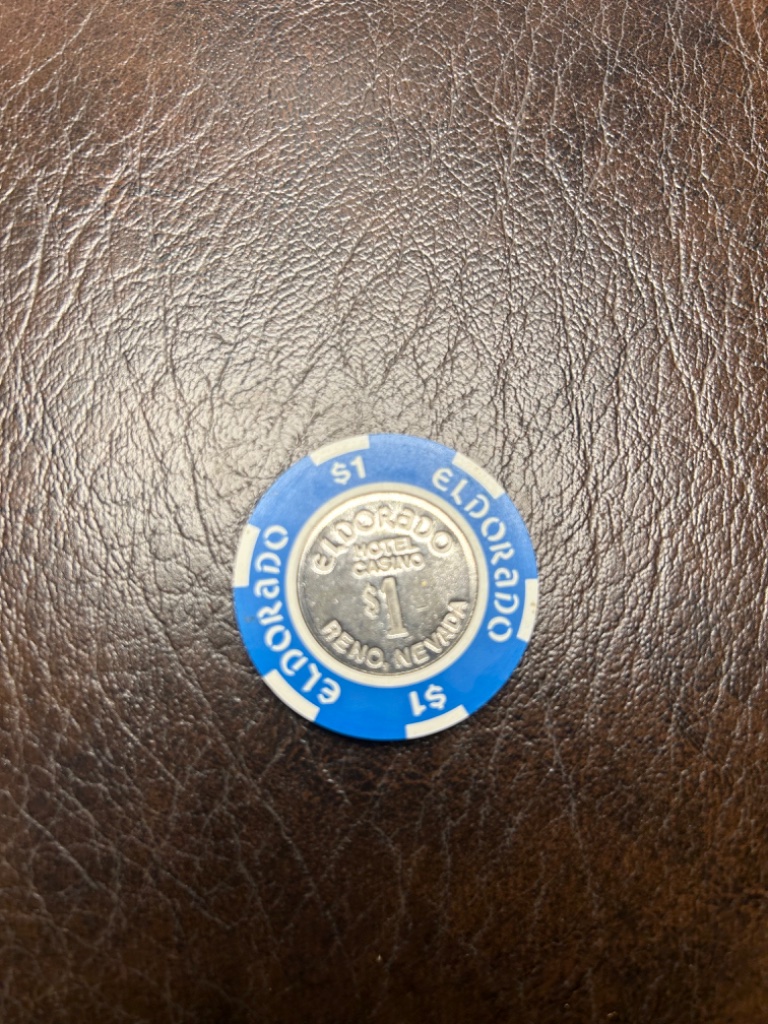 $1
ELDORADO
ELDORADO
$1
ELDORADO
HOTEL
CASINO
$1
RENO, NEVADA